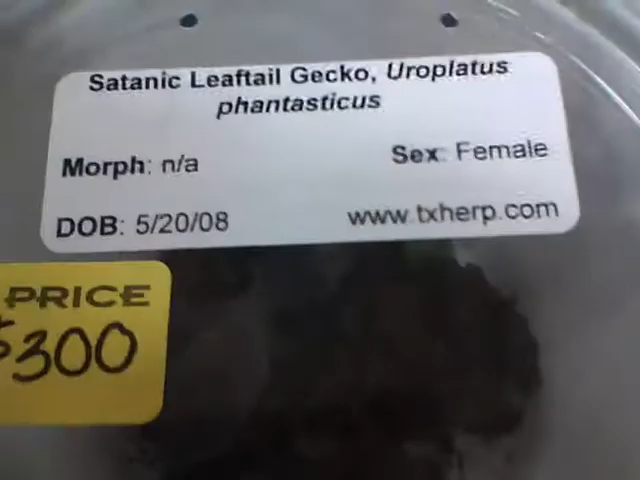 Satanic Leaftail Gecko, Uroplatus
phantasticus
Morph: n/a
Sex: Female
DOB: 5/20/08
www.txherp.com
PRICE
$300